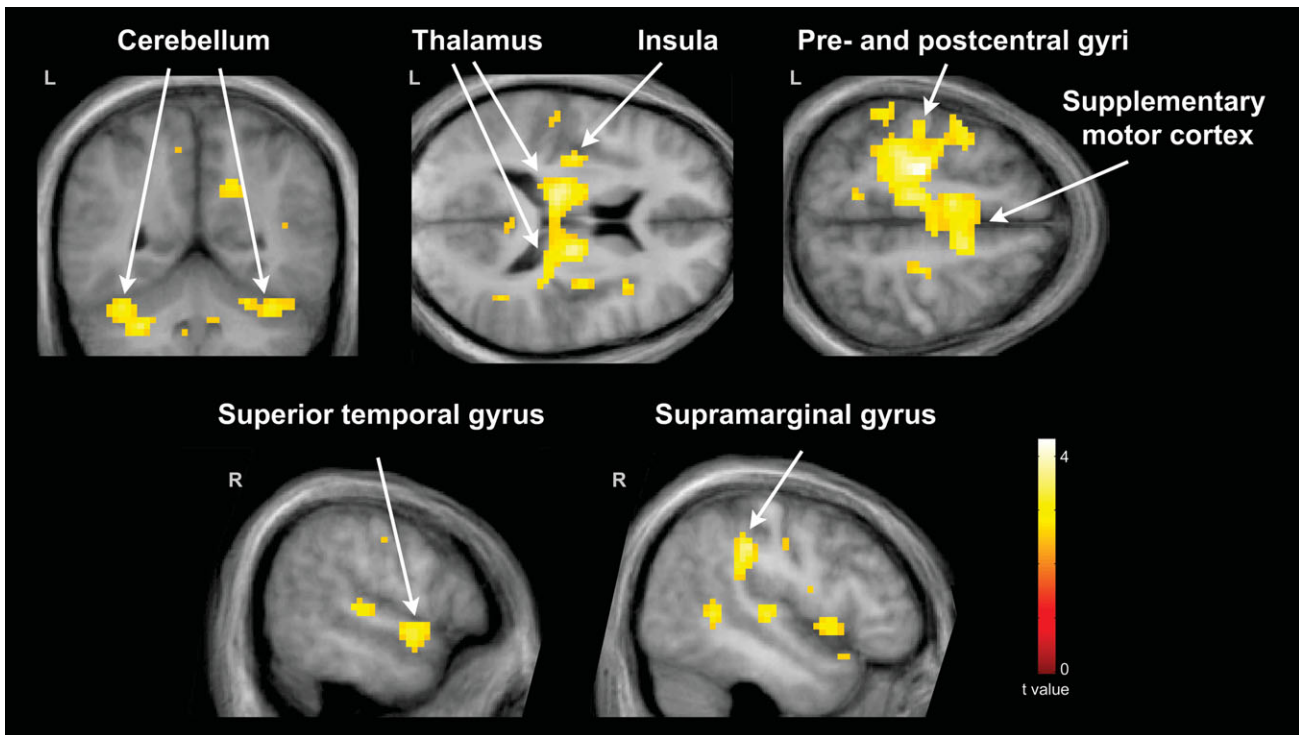 Cerebellum
Thalamus
Insula
Pre- and postcentral gyri
L
L
L
Supplementary
motor cortex
Superior temporal gyrus
Supramarginal gyrus
R
R
4
0
t value